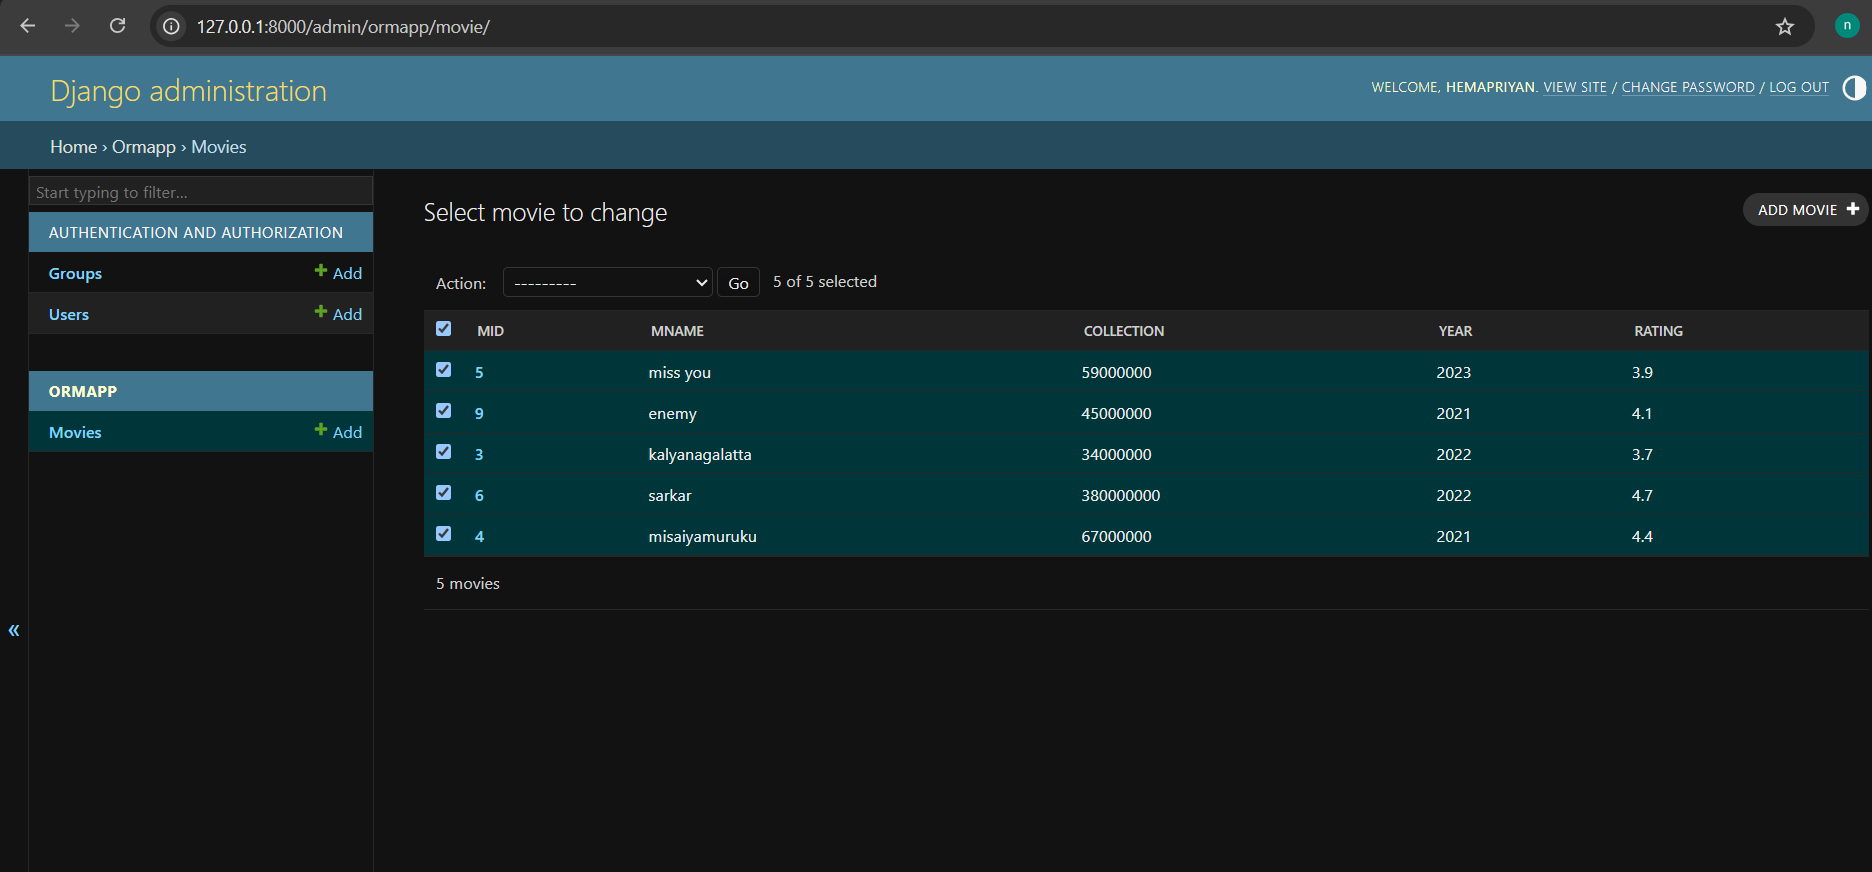 127.0.0.1:8000/admin/ormapp/movie/
n
Django administration
WELCOME, HEMAPRIYAN. VIEW SITE / CHANGE PASSWORD / LOG OUT
Home › Ormapp › Movies
Start typing to filter...
AUTHENTICATION AND AUTHORIZATION
Groups + Add
Users + Add
ORMAPP
Movies + Add
«
Select movie to change
ADD MOVIE +
Action: --------- Go 5 of 5 selected
MID MNAME COLLECTION YEAR RATING
5 miss you 59000000 2023 3.9
9 enemy 45000000 2021 4.1
3 kalyanagalatta 34000000 2022 3.7
6 sarkar 380000000 2022 4.7
4 misaiyamuruku 67000000 2021 4.4
5 movies